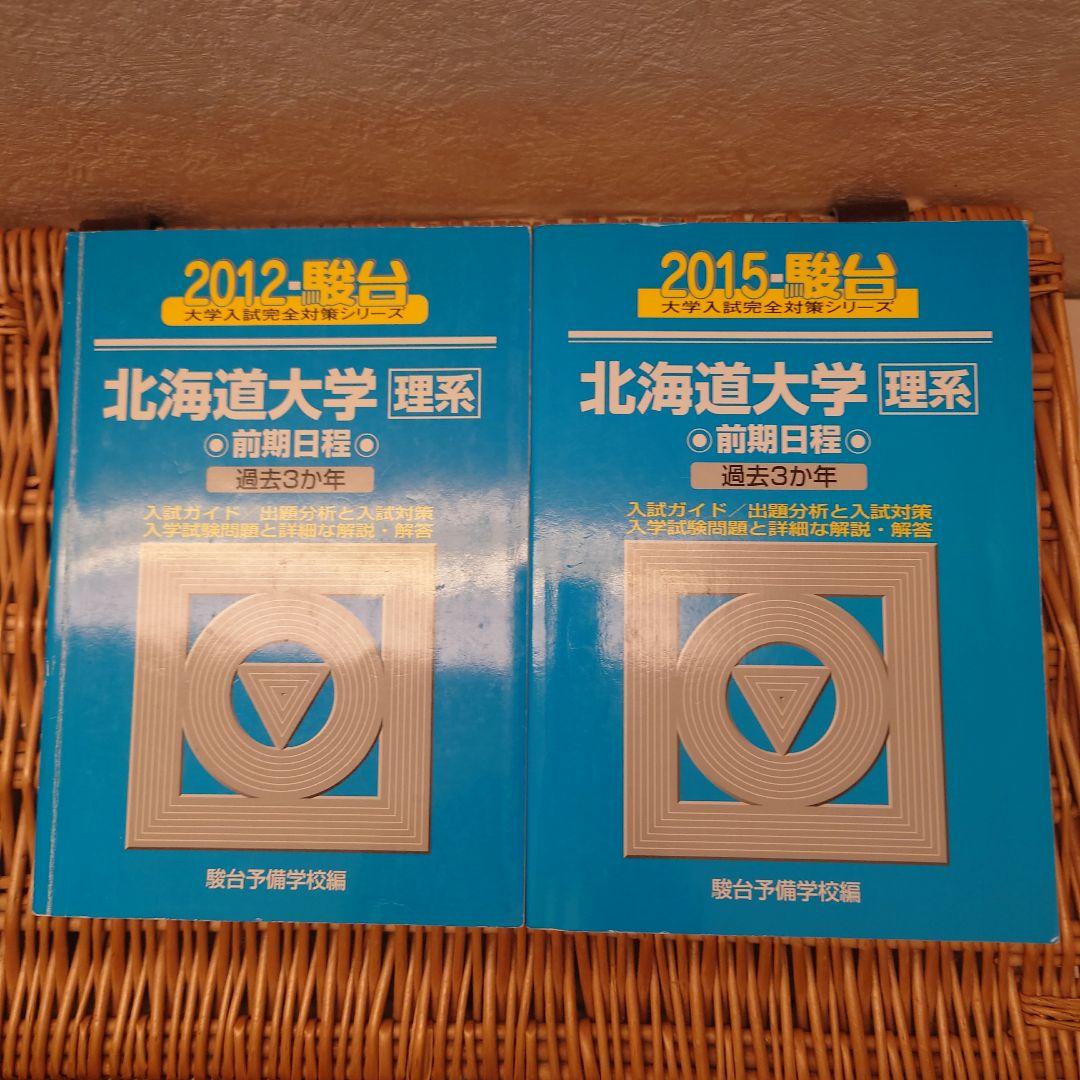 2012-駿台
大学入試完全対策シリーズ
北海道大学 理系
前期日程
過去3か年
入試ガイド/出題分析と入試対策
入学試験問題と詳細な解説・解答
駿台予備学校編
2015-駿台
大学入試完全対策シリーズ
北海道大学 理系
前期日程
過去3か年
入試ガイド/出題分析と入試対策
入学試験問題と詳細な解説・解答
駿台予備学校編